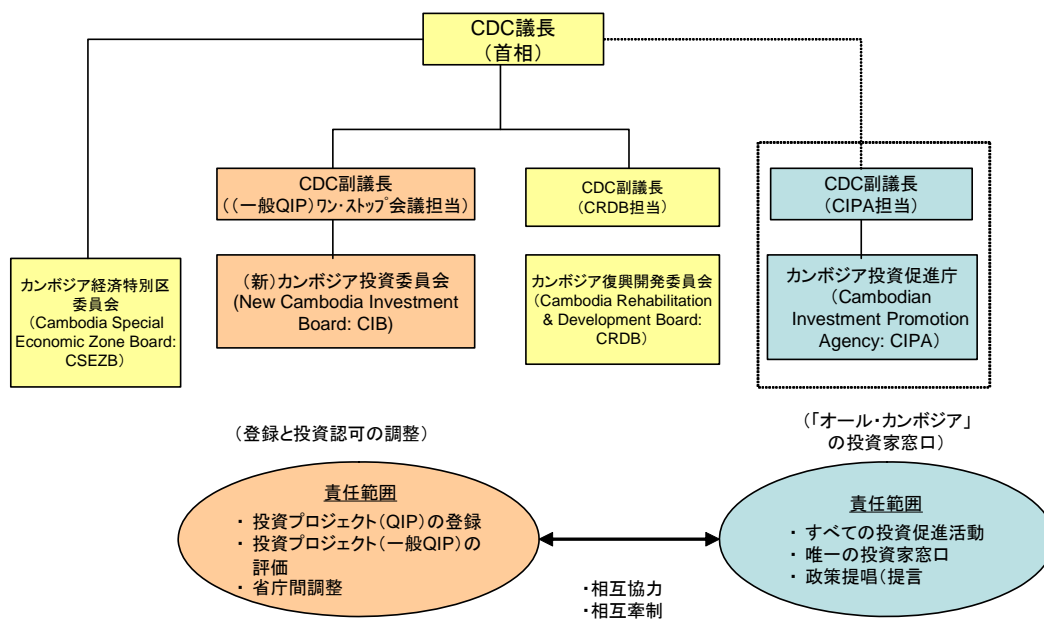 CDC議長
(首相)
CDC副議長
((一般QIP)ワン・ストップ会議担当)
CDC副議長
(CRDB担当)
CDC副議長
(CIPA担当)
カンボジア経済特別区
委員会
(Cambodia Special
Economic Zone Board:
CSEZB)
(新)カンボジア投資委員会
(New Cambodia Investment
Board: CIB)
カンボジア復興開発委員会
(Cambodia Rehabilitation
& Development Board:
CRDB)
カンボジア投資促進庁
(Cambodian
Investment Promotion
Agency: CIPA)
(登録と投資認可の調整)
(「オール・カンボジア」
の投資家窓口)
責任範囲
・ 投資プロジェクト(QIP)の登録
・ 投資プロジェクト(一般QIP)の
評価
・ 省庁間調整
・相互協力
・相互牽制
責任範囲
・ すべての投資促進活動
・ 唯一の投資家窓口
・ 政策提唱(提言